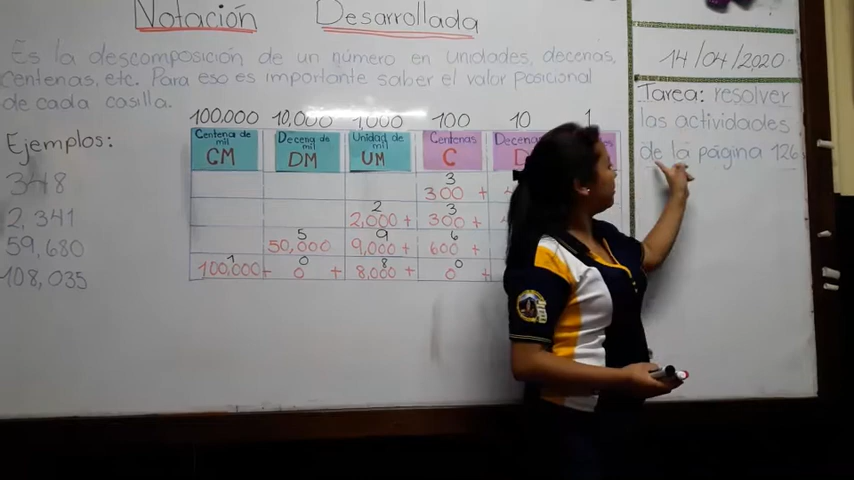 Notación Desarrollada
Es la descomposición de un número en unidades, decenas,
centenas, etc. Para eso es importante saber el valor posicional
de cada casilla.
14/04/2020
Tarea: resolver
las actividades
de la página 126
Ejemplos:
348
2,341
59,680
108,035
100,000 10,000 1,000 100 10 1
Centena de mil CM
Decena de mil DM
Unidad de mil UM
Centenas C
Decenas D
3
300 +
2 3
2,000 + 300 +
5 9 6
50,000 9,000 + 600 +
1 0 8 0
100,000 + 0 + 8,000 + 0 +